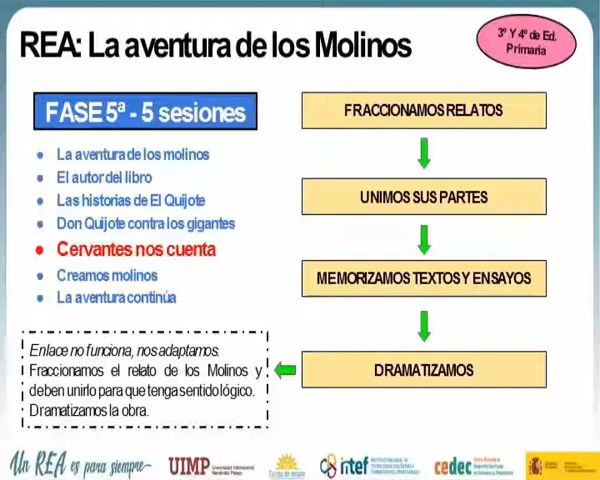 REA: La aventura de los Molinos
3º Y 4º de Ed.
Primaria
FASE 5ª - 5 sesiones
La aventura de los molinos
El autor del libro
Las historias de El Quijote
Don Quijote contra los gigantes
Cervantes nos cuenta
Creamos molinos
La aventura continúa
FRACCIONAMOS RELATOS
UNIMOS SUS PARTES
MEMORIZAMOS TEXTOS Y ENSAYOS
DRAMATIZAMOS
Enlace no funciona, nos adaptamos.
Fraccionamos el relato de los Molinos y
deben unirlo para que tenga sentido lógico.
Dramatizamos la obra.
Un REA es para siempre
UIMP
Universidad Internacional
Menéndez Pelayo
intef
cedec